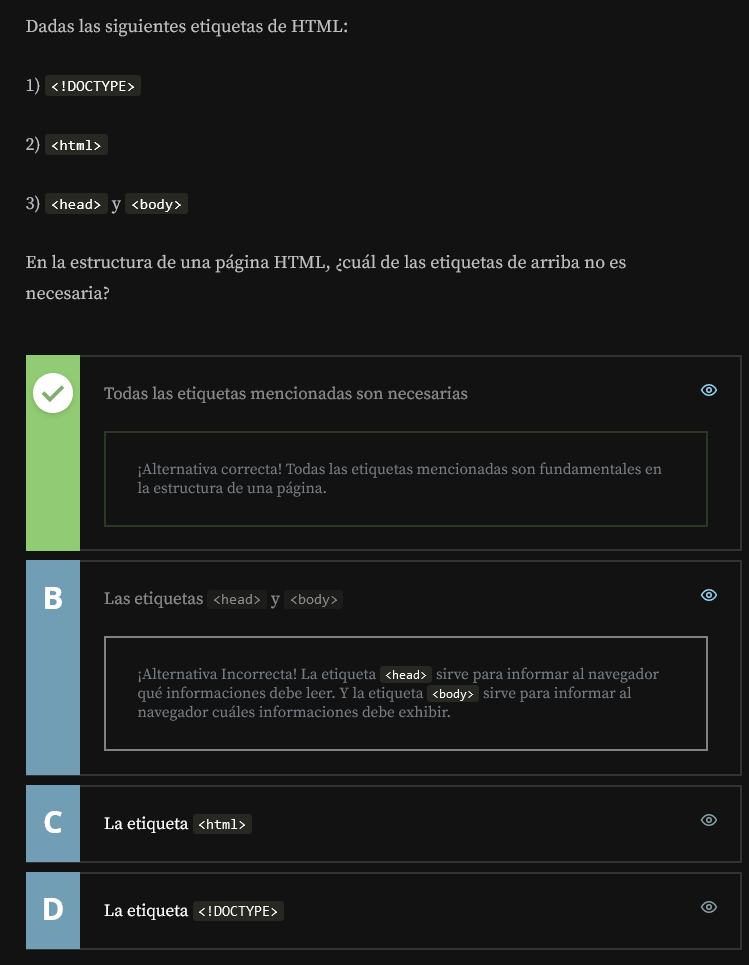 Dadas las siguientes etiquetas de HTML:
1) <!DOCTYPE>
2) <html>
3) <head> y <body>
En la estructura de una página HTML, ¿cuál de las etiquetas de arriba no es
necesaria?
Todas las etiquetas mencionadas son necesarias
¡Alternativa correcta! Todas las etiquetas mencionadas son fundamentales en
la estructura de una página.
B
Las etiquetas <head> y <body>
¡Alternativa Incorrecta! La etiqueta <head> sirve para informar al navegador
qué informaciones debe leer. Y la etiqueta <body> sirve para informar al
navegador cuáles informaciones debe exhibir.
C
La etiqueta <html>
D
La etiqueta <!DOCTYPE>